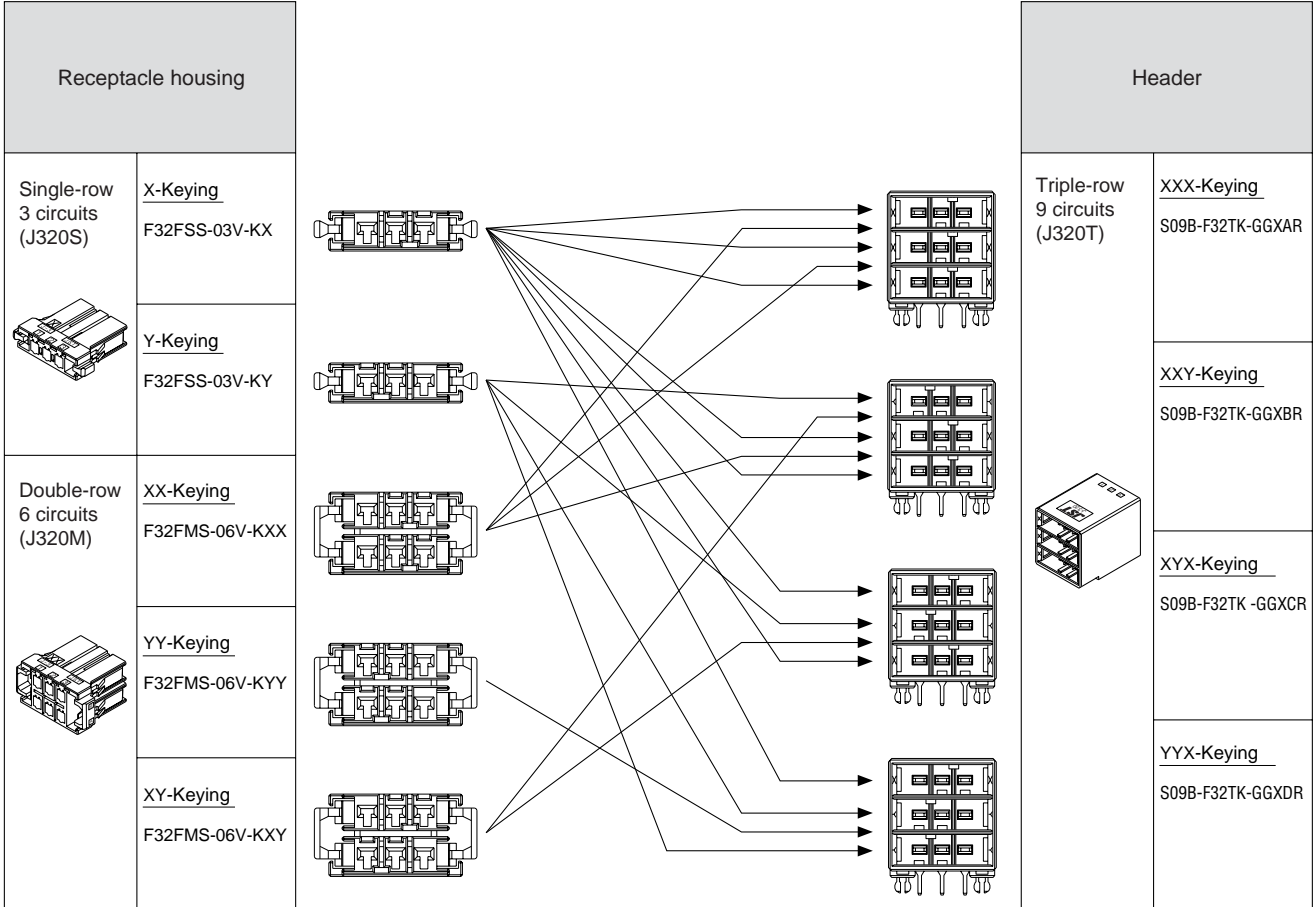 Receptacle housing
Header
Single-row
3 circuits
(J320S)
X-Keying
F32FSS-03V-KX
Y-Keying
F32FSS-03V-KY
Double-row
6 circuits
(J320M)
XX-Keying
F32FMS-06V-KXX
YY-Keying
F32FMS-06V-KYY
XY-Keying
F32FMS-06V-KXY
Triple-row
9 circuits
(J320T)
XXX-Keying
S09B-F32TK-GGXAR
XXY-Keying
S09B-F32TK-GGXBR
XYX-Keying
S09B-F32TK -GGXCR
YYX-Keying
S09B-F32TK-GGXDR